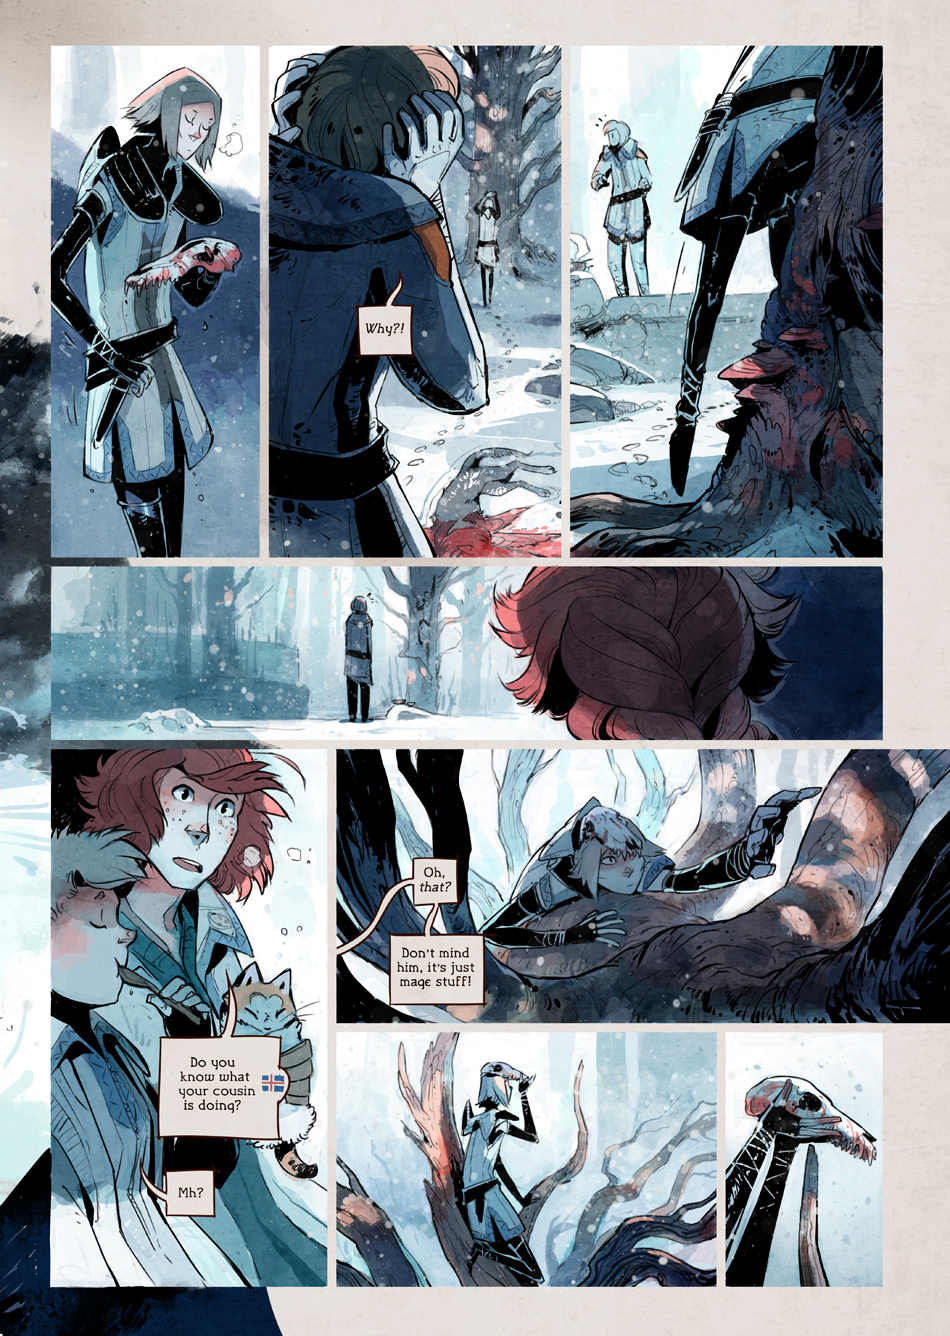 Why?!
Do you
know what
your cousin
is doing?
Mh?
Oh,
that?
Don't mind
him, it's just
mage stuff!